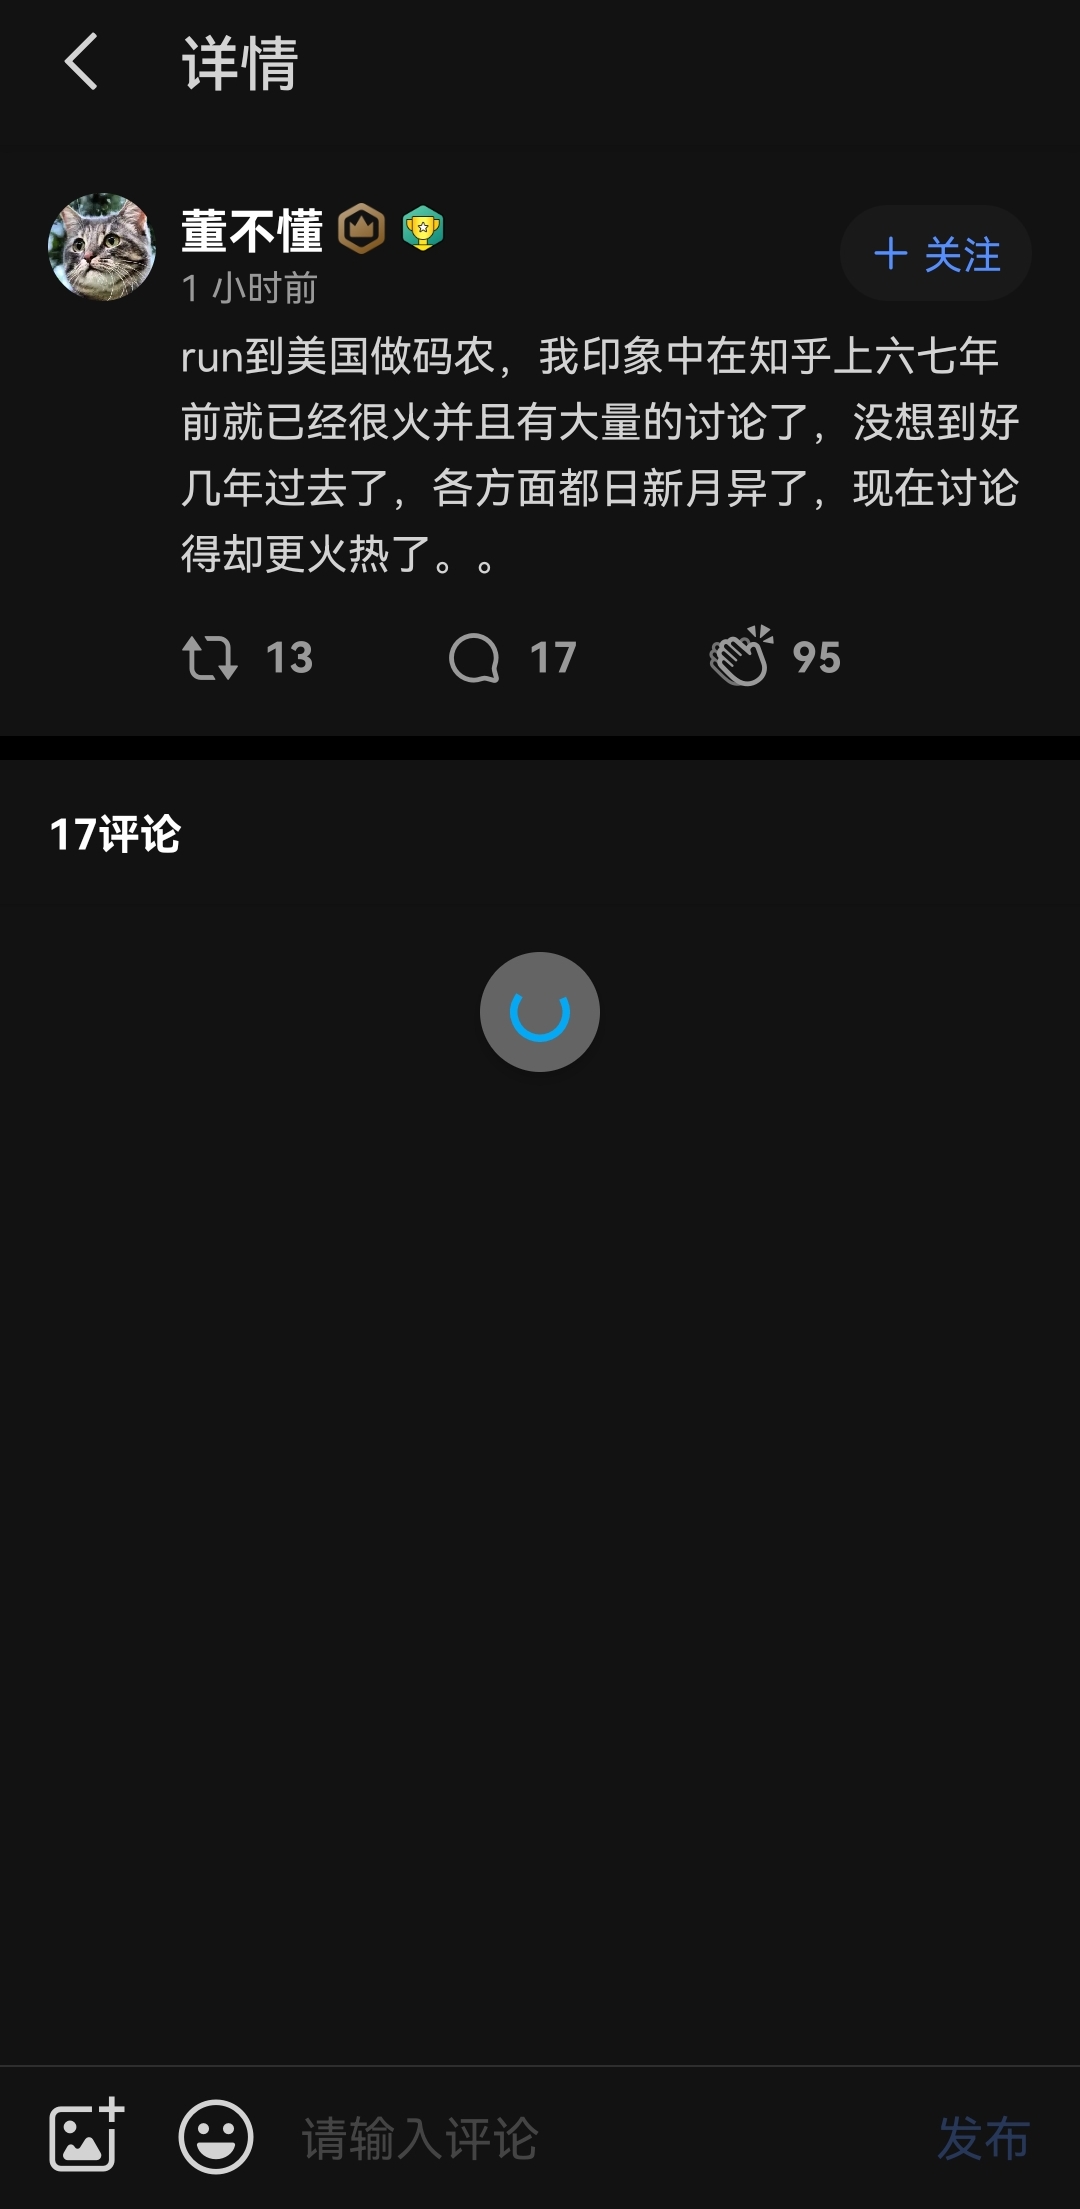 详情
董不懂
1 小时前
+ 关注
run到美国做码农，我印象中在知乎上六七年
前就已经很火并且有大量的讨论了，没想到好
几年过去了，各方面都日新月异了，现在讨论
得却更火热了。。
13 17 95
17评论
请输入评论 发布